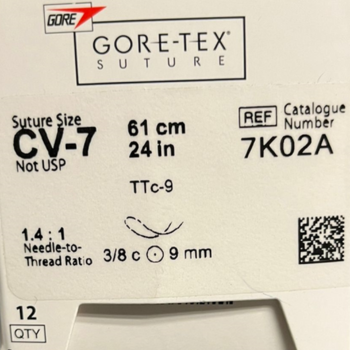 GORE
GORE-TEX®
SUTURE
Suture Size
CV-7
Not USP
61 cm
24 in
REF Catalogue Number
7K02A
TTc-9
1.4 : 1
Needle-to-
Thread Ratio
3/8 c 9 mm
12
QTY